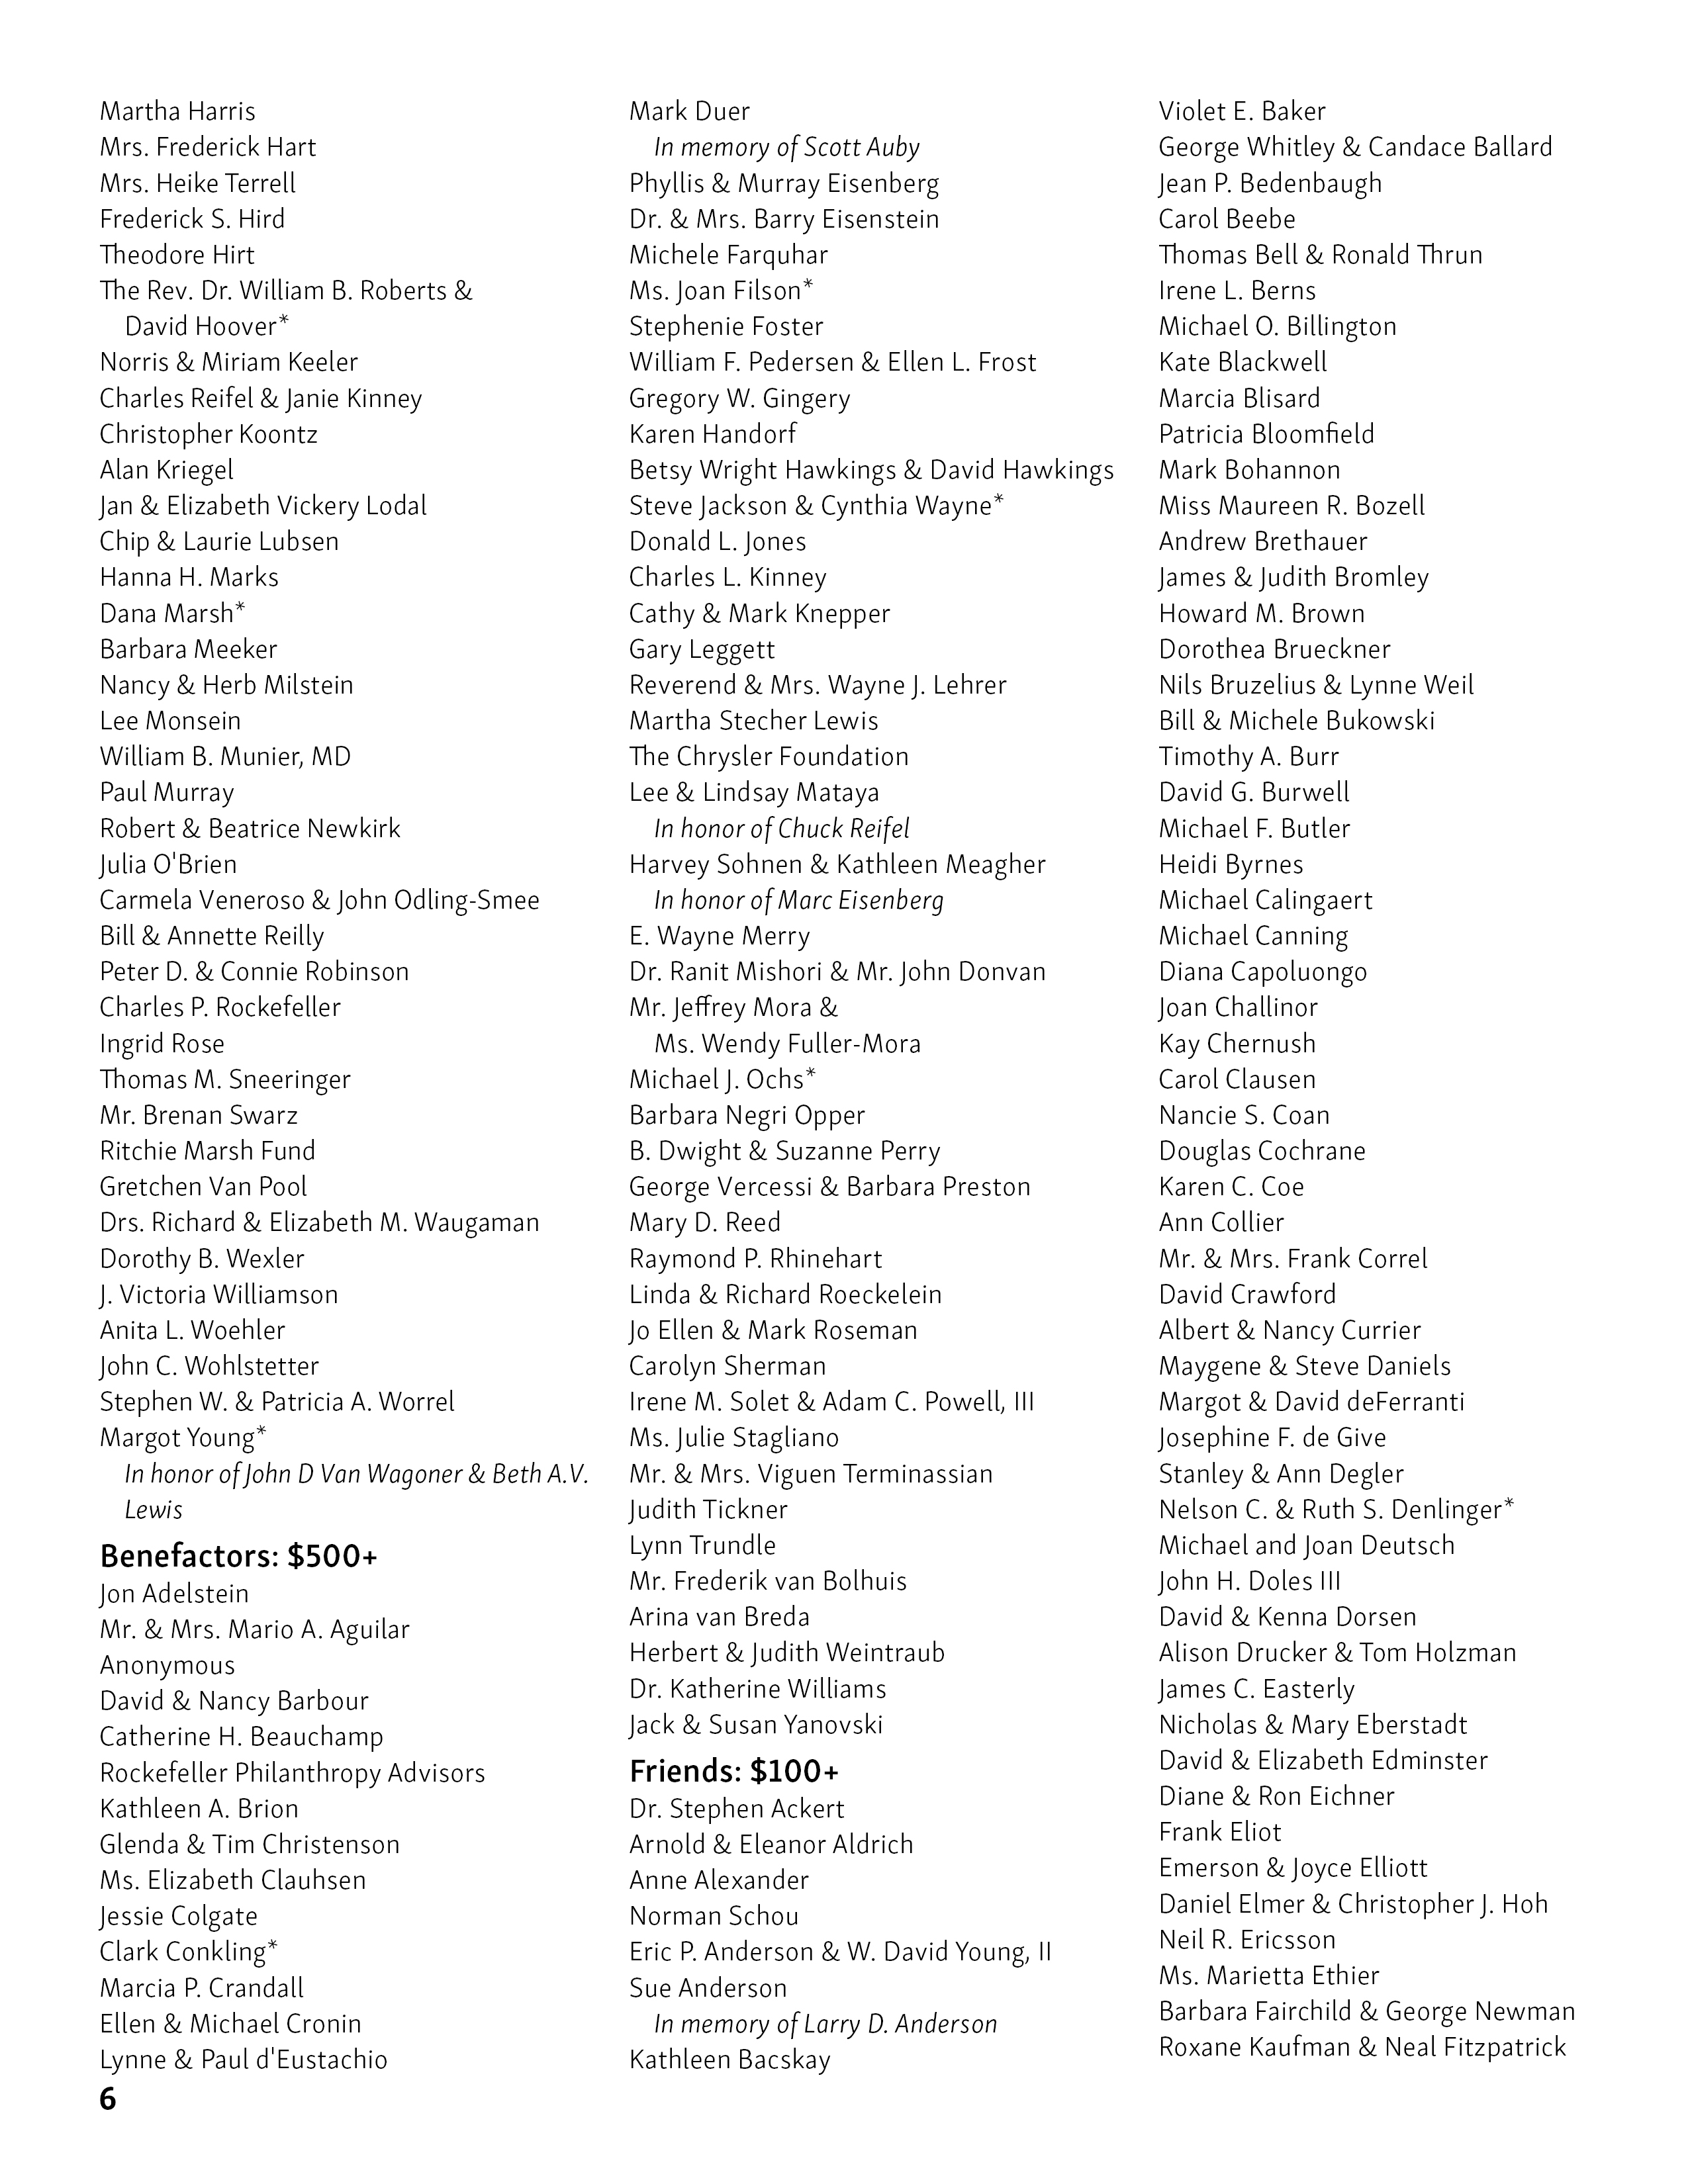 Martha Harris
Mrs. Frederick Hart
Mrs. Heike Terrell
Frederick S. Hird
Theodore Hirt
The Rev. Dr. William B. Roberts &
David Hoover*
Norris & Miriam Keeler
Charles Reifel & Janie Kinney
Christopher Koontz
Alan Kriegel
Jan & Elizabeth Vickery Lodal
Chip & Laurie Lubsen
Hanna H. Marks
Dana Marsh*
Barbara Meeker
Nancy & Herb Milstein
Lee Monsein
William B. Munier, MD
Paul Murray
Robert & Beatrice Newkirk
Julia O'Brien
Carmela Veneroso & John Odling-Smee
Bill & Annette Reilly
Peter D. & Connie Robinson
Charles P. Rockefeller
Ingrid Rose
Thomas M. Sneeringer
Mr. Brenan Swarz
Ritchie Marsh Fund
Gretchen Van Pool
Drs. Richard & Elizabeth M. Waugaman
Dorothy B. Wexler
J. Victoria Williamson
Anita L. Woehler
John C. Wohlstetter
Stephen W. & Patricia A. Worrel
Margot Young*
In honor of John D Van Wagoner & Beth A.V.
Lewis
Benefactors: $500+
Jon Adelstein
Mr. & Mrs. Mario A. Aguilar
Anonymous
David & Nancy Barbour
Catherine H. Beauchamp
Rockefeller Philanthropy Advisors
Kathleen A. Brion
Glenda & Tim Christenson
Ms. Elizabeth Clauhsen
Jessie Colgate
Clark Conkling*
Marcia P. Crandall
Ellen & Michael Cronin
Lynne & Paul d'Eustachio
Mark Duer
In memory of Scott Auby
Phyllis & Murray Eisenberg
Dr. & Mrs. Barry Eisenstein
Michele Farquhar
Ms. Joan Filson*
Stephenie Foster
William F. Pedersen & Ellen L. Frost
Gregory W. Gingery
Karen Handorf
Betsy Wright Hawkings & David Hawkings
Steve Jackson & Cynthia Wayne*
Donald L. Jones
Charles L. Kinney
Cathy & Mark Knepper
Gary Leggett
Reverend & Mrs. Wayne J. Lehrer
Martha Stecher Lewis
The Chrysler Foundation
Lee & Lindsay Mataya
In honor of Chuck Reifel
Harvey Sohnen & Kathleen Meagher
In honor of Marc Eisenberg
E. Wayne Merry
Dr. Ranit Mishori & Mr. John Donvan
Mr. Jeffrey Mora &
Ms. Wendy Fuller-Mora
Michael J. Ochs*
Barbara Negri Opper
B. Dwight & Suzanne Perry
George Vercessi & Barbara Preston
Mary D. Reed
Raymond P. Rhinehart
Linda & Richard Roeckelein
Jo Ellen & Mark Roseman
Carolyn Sherman
Irene M. Solet & Adam C. Powell, III
Ms. Julie Stagliano
Mr. & Mrs. Viguen Terminassian
Judith Tickner
Lynn Trundle
Mr. Frederik van Bolhuis
Arina van Breda
Herbert & Judith Weintraub
Dr. Katherine Williams
Jack & Susan Yanovski
Friends: $100+
Dr. Stephen Ackert
Arnold & Eleanor Aldrich
Anne Alexander
Norman Schou
Eric P. Anderson & W. David Young, II
Sue Anderson
In memory of Larry D. Anderson
Kathleen Bacskay
Violet E. Baker
George Whitley & Candace Ballard
Jean P. Bedenbaugh
Carol Beebe
Thomas Bell & Ronald Thrun
Irene L. Berns
Michael O. Billington
Kate Blackwell
Marcia Blisard
Patricia Bloomfield
Mark Bohannon
Miss Maureen R. Bozell
Andrew Brethauer
James & Judith Bromley
Howard M. Brown
Dorothea Brueckner
Nils Bruzelius & Lynne Weil
Bill & Michele Bukowski
Timothy A. Burr
David G. Burwell
Michael F. Butler
Heidi Byrnes
Michael Calingaert
Michael Canning
Diana Capoluongo
Joan Challinor
Kay Chernush
Carol Clausen
Nancie S. Coan
Douglas Cochrane
Karen C. Coe
Ann Collier
Mr. & Mrs. Frank Correl
David Crawford
Albert & Nancy Currier
Maygene & Steve Daniels
Margot & David deFerranti
Josephine F. de Give
Stanley & Ann Degler
Nelson C. & Ruth S. Denlinger*
Michael and Joan Deutsch
John H. Doles III
David & Kenna Dorsen
Alison Drucker & Tom Holzman
James C. Easterly
Nicholas & Mary Eberstadt
David & Elizabeth Edminster
Diane & Ron Eichner
Frank Eliot
Emerson & Joyce Elliott
Daniel Elmer & Christopher J. Hoh
Neil R. Ericsson
Ms. Marietta Ethier
Barbara Fairchild & George Newman
Roxane Kaufman & Neal Fitzpatrick
6